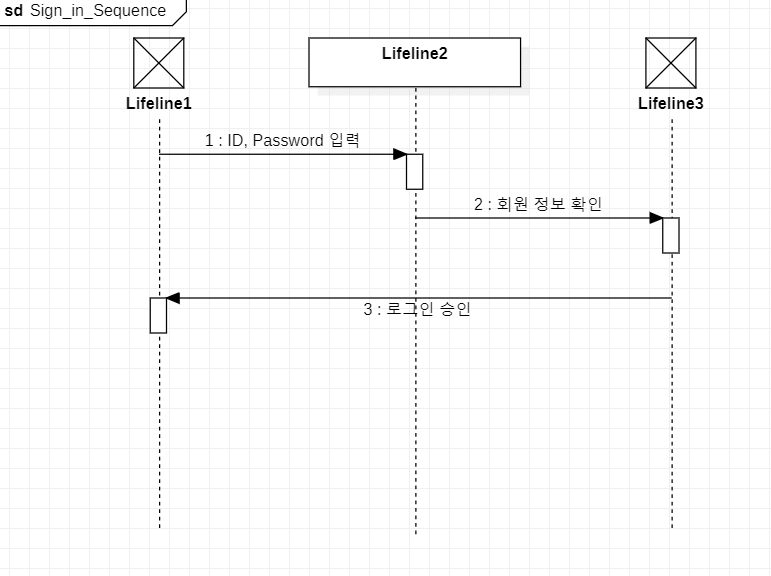 sd Sign_in_Sequence
Lifeline2
Lifeline1
Lifeline3
1 : ID, Password 입력
2 : 회원 정보 확인
3 : 로그인 승인